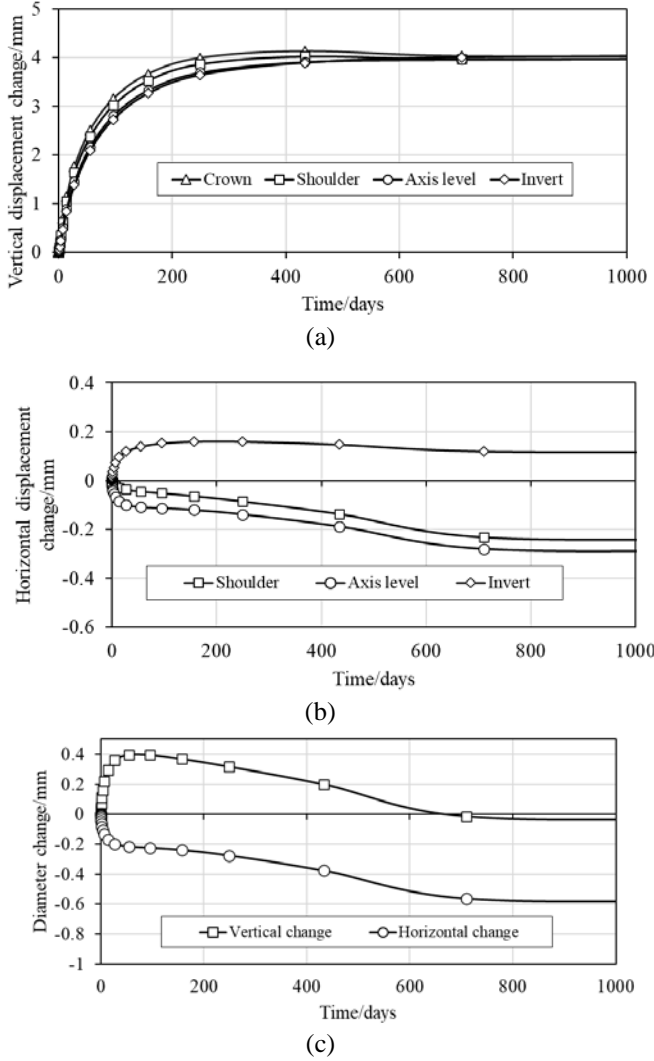 Vertical displacement change/mm
5
4
3
2
1
0
Crown Shoulder Axis level Invert
0 200 400 600 800 1000
Time/days
(a)
Horizontal displacement
change/mm
0.4
0.2
0
-0.2
-0.4
-0.6
Shoulder Axis level Invert
0 200 400 600 800 1000
Time/days
(b)
Diameter change/mm
0.4
0.2
0
-0.2
-0.4
-0.6
-0.8
-1
Vertical change Horizontal change
0 200 400 600 800 1000
Time/days
(c)